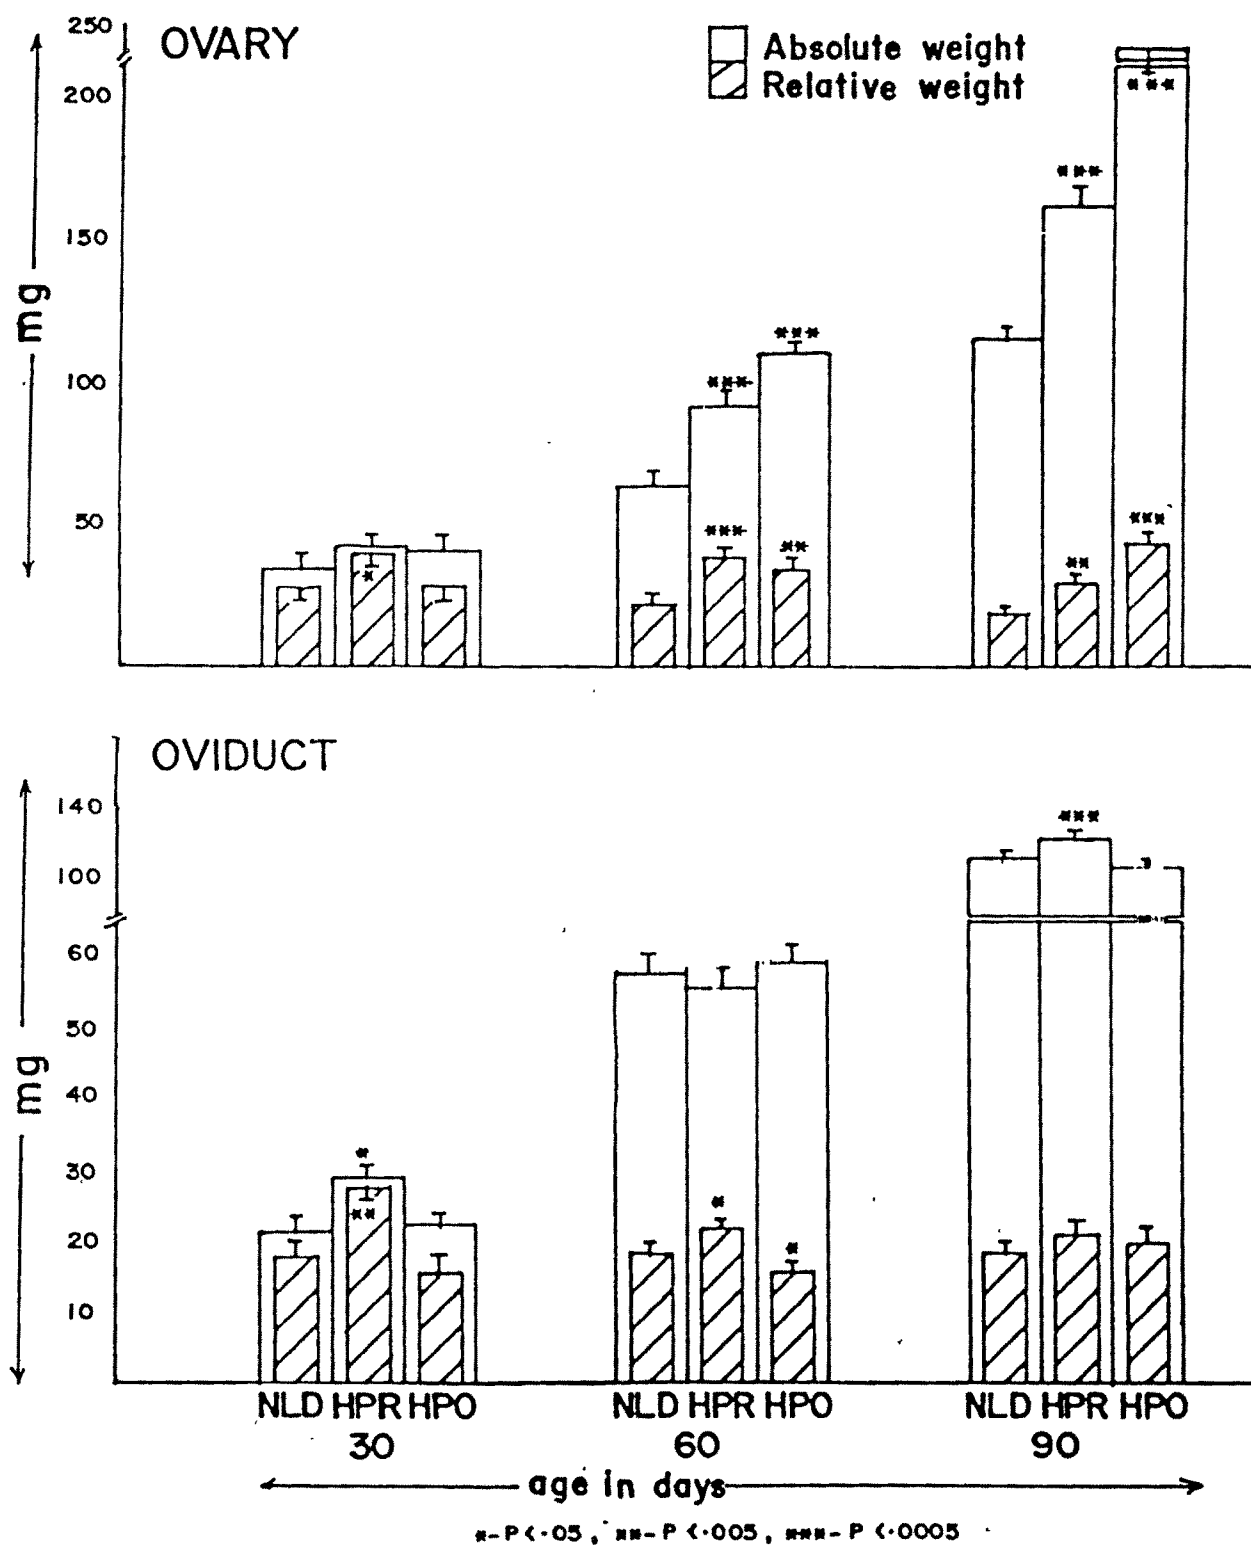 OVARY
Absolute weight
Relative weight
250
200
150
100
50
mg
***
***
***
***
***
**
***
**
*
OVIDUCT
140
100
60
50
40
30
20
10
mg
***
*
**
*
*
NLD HPR HPO NLD HPR HPO NLD HPR HPO
30 60 90
age in days
*-P<.05, **-P<.005, ***-P<.0005